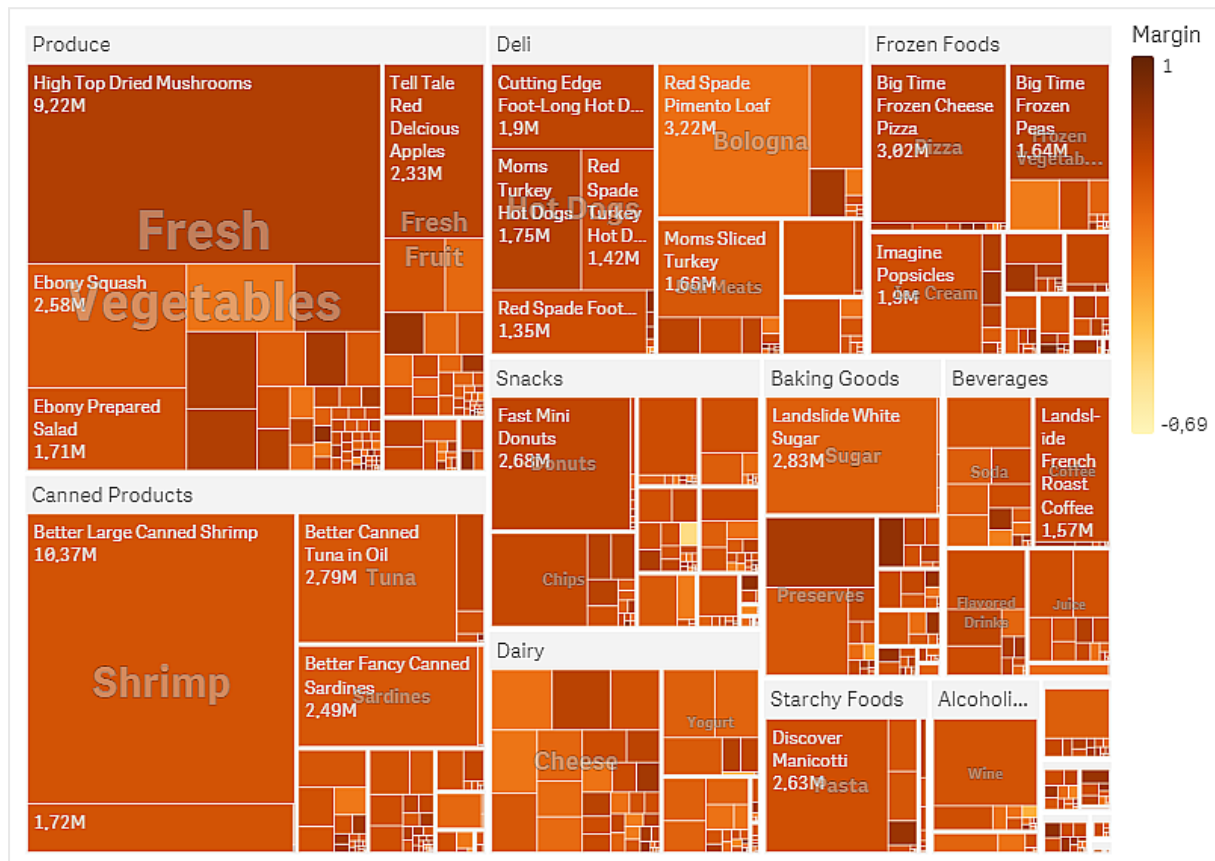 Produce
High Top Dried Mushrooms
9,22M
Fresh
Vegetables
Ebony Squash
2,58M
Ebony Prepared
Salad
1,71M
Tell Tale
Red
Delcious
Apples
2,33M
Fresh
Fruit
Canned Products
Better Large Canned Shrimp
10,37M
Shrimp
1,72M
Better Canned
Tuna in Oil
2,79M
Tuna
Better Fancy Canned
Sardines
2,49M
Sardines
Deli
Cutting Edge
Foot-Long Hot D...
1,9M
Moms
Turkey
Hot Dogs
1,75M
Red
Spade
Turkey
Hot D...
1,42M
Hot Dogs
Red Spade Foot...
1,35M
Red Spade
Pimento Loaf
3,22M
Bologna
Moms Sliced
Turkey
1,66M
Deli Meats
Frozen Foods
Big Time
Frozen Cheese
Pizza
3,02M
Pizza
Big Time
Frozen
Peas
1,64M
Frozen
Vegetab...
Imagine
Popsicles
1,9M
Ice Cream
Snacks
Fast Mini
Donuts
2,68M
Donuts
Chips
Dairy
Cheese
Yogurt
Baking Goods
Landslide White
Sugar
2,83M
Sugar
Preserves
Beverages
Soda
Landsl-
ide
French
Roast
Coffee
1,57M
Coffee
Flavored
Drinks
Juice
Starchy Foods
Discover
Manicotti
2,63M
Pasta
Alcoholi...
Wine
Margin
1
-0,69